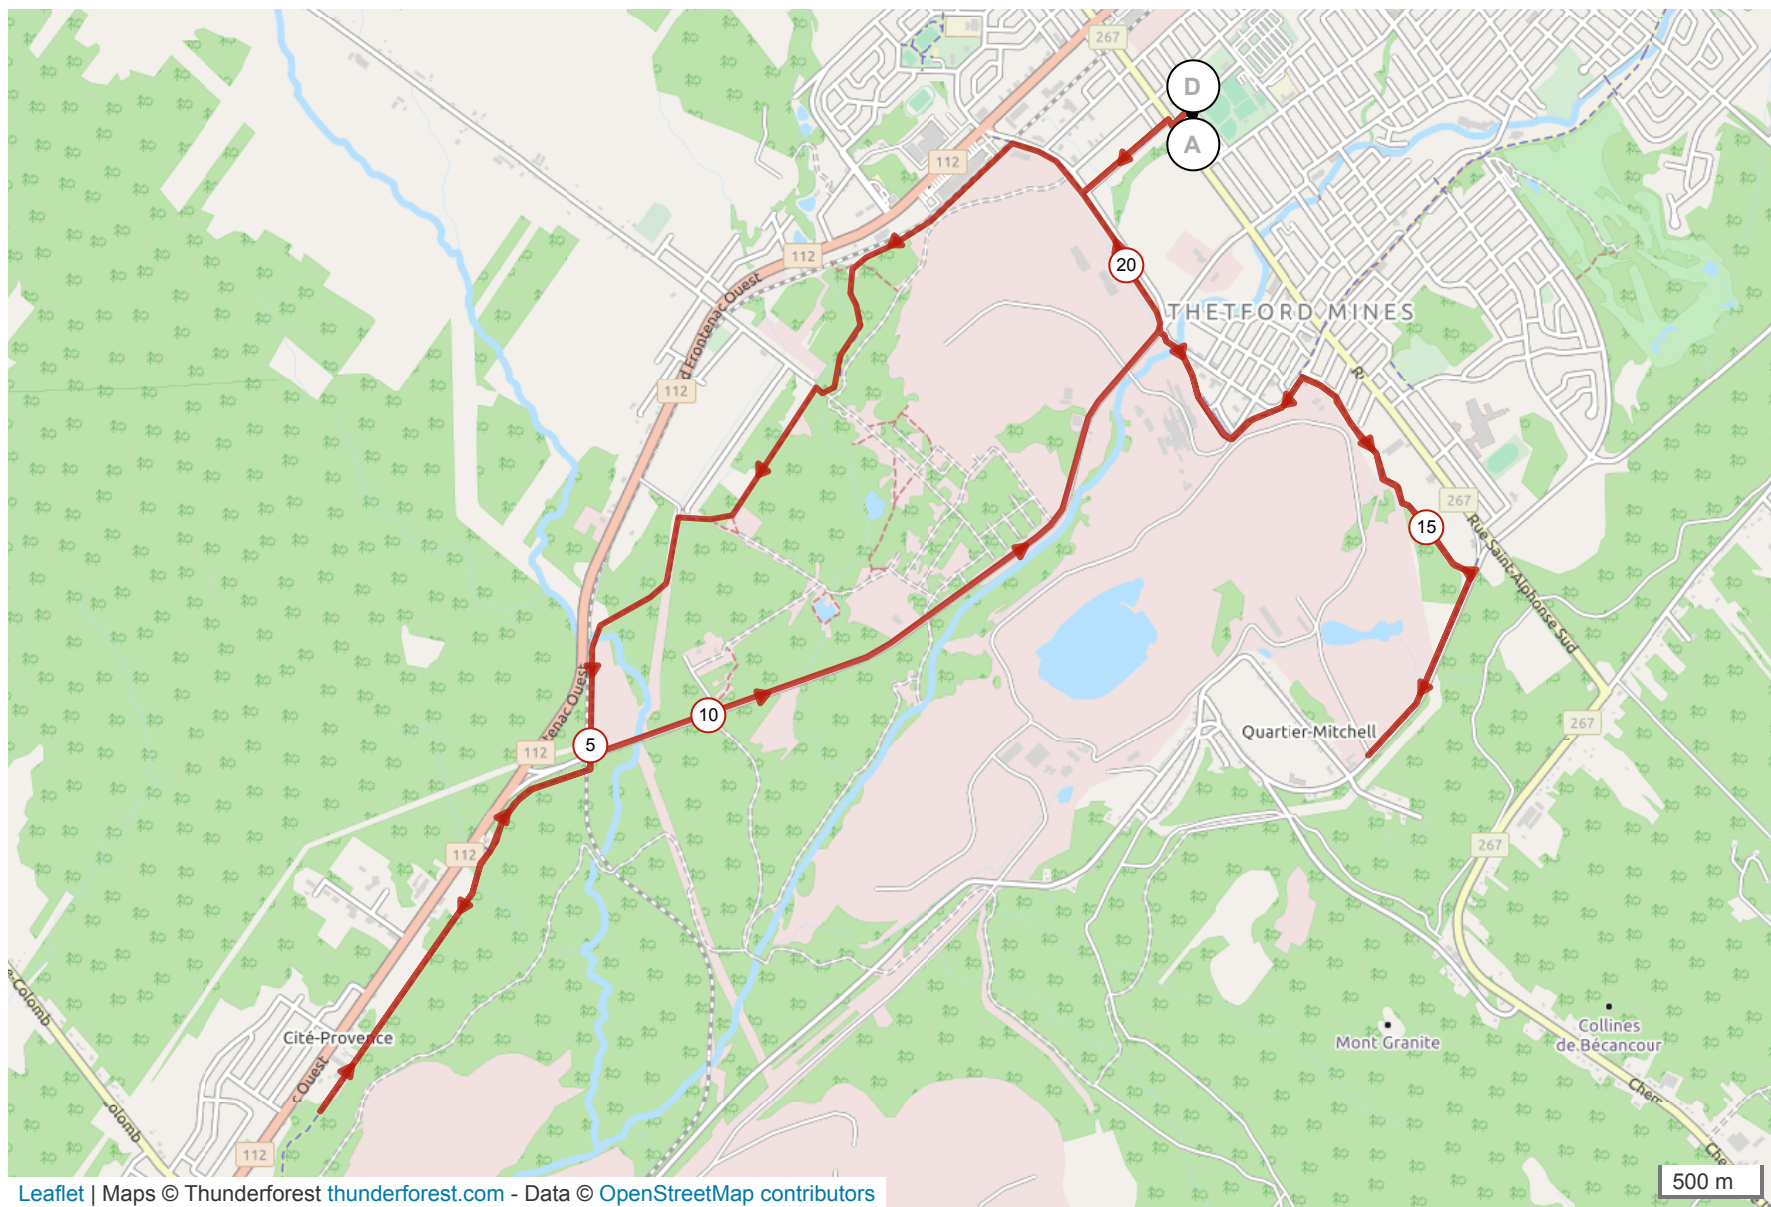 267
D
A
112
112
d Frontenac Ouest
20
THETFORD MINES
112
267
15
Rue Saint-Alphonse Sud
tenac Ouest
10
5
112
Quartier-Mitchell
267
112
267
e-Colomb
Cité-Provence
c Ouest
Mont Granite
Collines
de Bécancour
olomb
112
500 m
Leaflet | Maps © Thunderforest thunderforest.com - Data © OpenStreetMap contributors